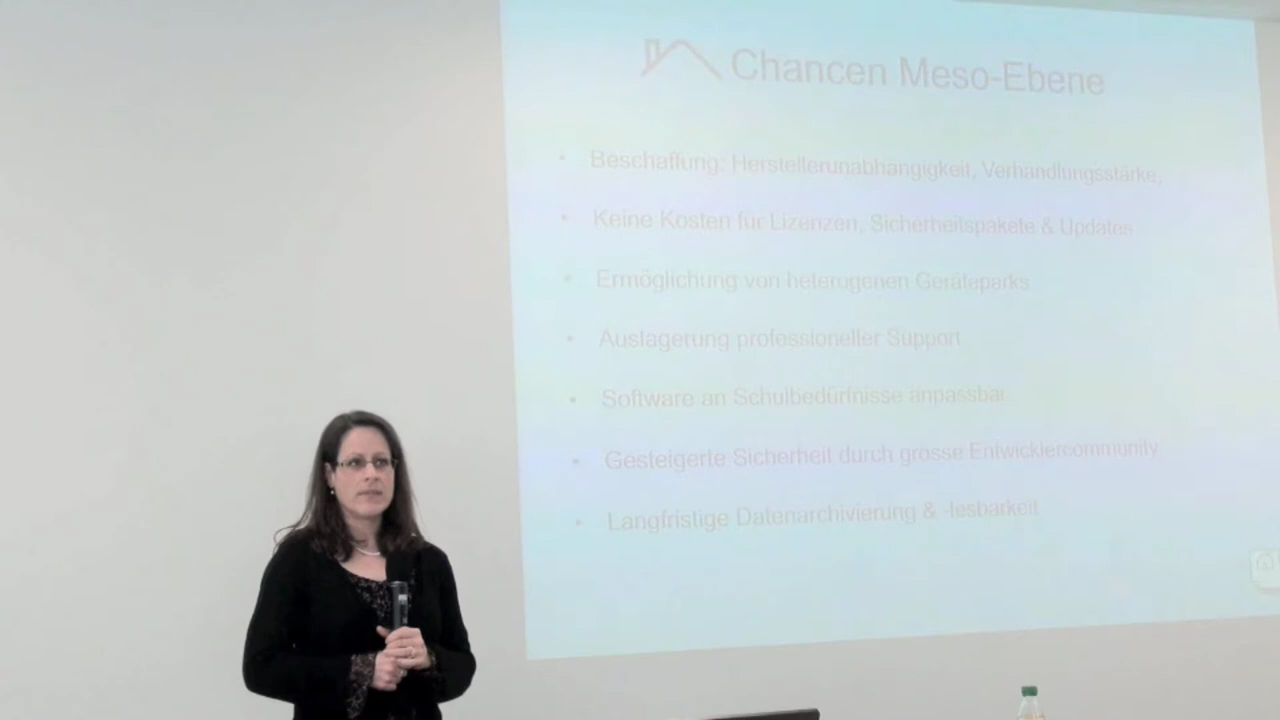 Chancen Meso-Ebene
• Beschaffung: Herstellerunabhängigkeit, Verhandlungsstärke,
• Keine Kosten für Lizenzen, Sicherheitspakete & Updates
• Ermöglichung von heterugenen Geräteparks
• Auslagerung professioneller Support
• Software an Schulbedürfnisse anpassbar
• Gesteigerte Sicherheit durch grosse Entwicklercommunity
• Langfristige Datenarchivierung & -lesbarkeit